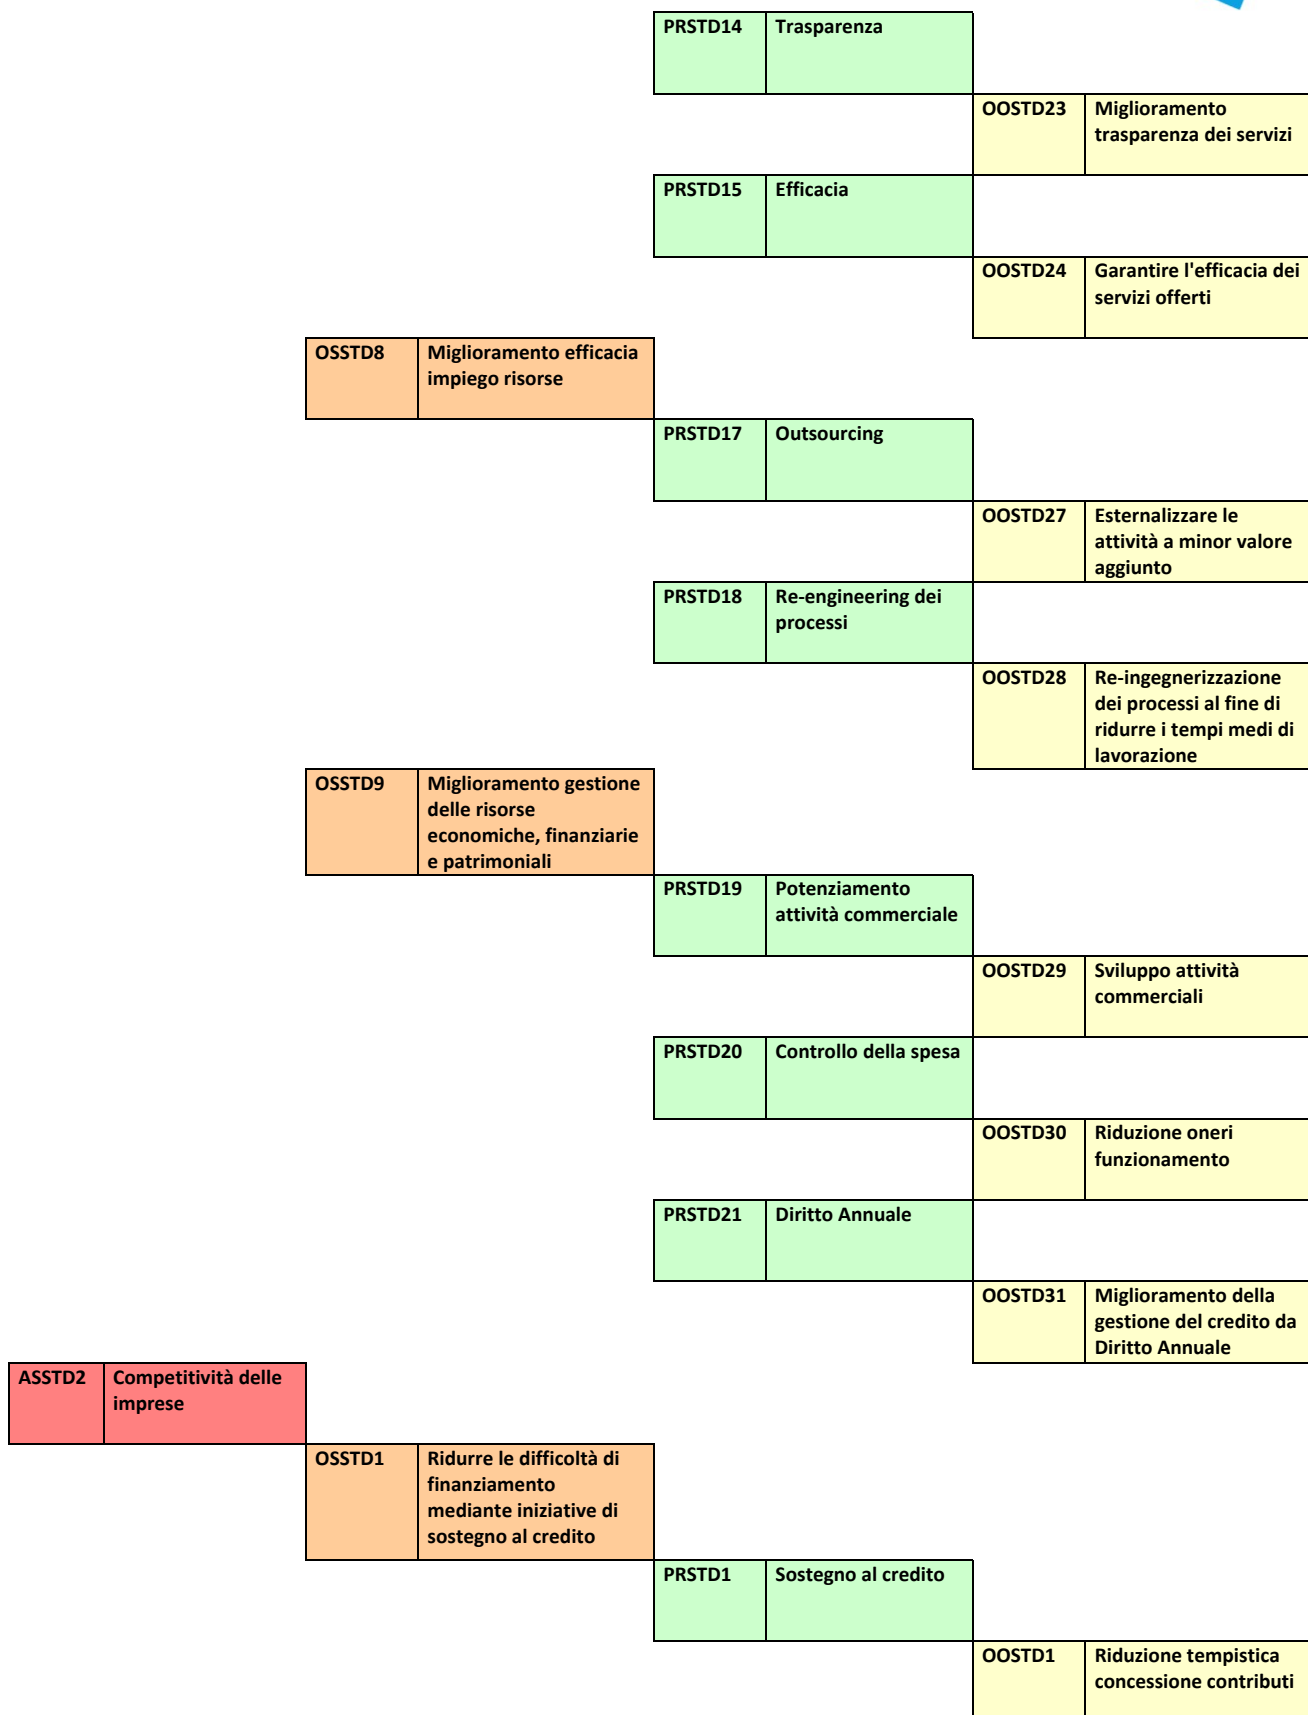 PRSTD14 Trasparenza
OOSTD23 Miglioramento
trasparenza dei servizi
PRSTD15 Efficacia
OOSTD24 Garantire l'efficacia dei
servizi offerti
OSSTD8 Miglioramento efficacia
impiego risorse
PRSTD17 Outsourcing
OOSTD27 Esternalizzare le
attività a minor valore
aggiunto
PRSTD18 Re-engineering dei
processi
OOSTD28 Re-ingegnerizzazione
dei processi al fine di
ridurre i tempi medi di
lavorazione
OSSTD9 Miglioramento gestione
delle risorse
economiche, finanziarie
e patrimoniali
PRSTD19 Potenziamento
attività commerciale
OOSTD29 Sviluppo attività
commerciali
PRSTD20 Controllo della spesa
OOSTD30 Riduzione oneri
funzionamento
PRSTD21 Diritto Annuale
OOSTD31 Miglioramento della
gestione del credito da
Diritto Annuale
ASSTD2 Competitività delle
imprese
OSSTD1 Ridurre le difficoltà di
finanziamento
mediante iniziative di
sostegno al credito
PRSTD1 Sostegno al credito
OOSTD1 Riduzione tempistica
concessione contributi